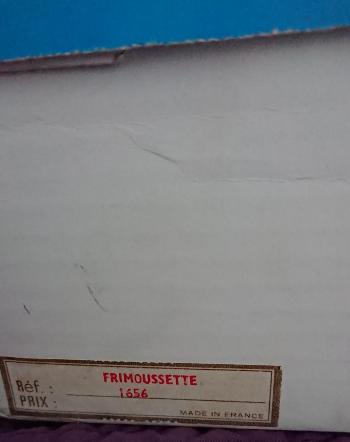 FRIMOUSSETTE
Réf. : 1656
PRIX :
MADE IN FRANCE